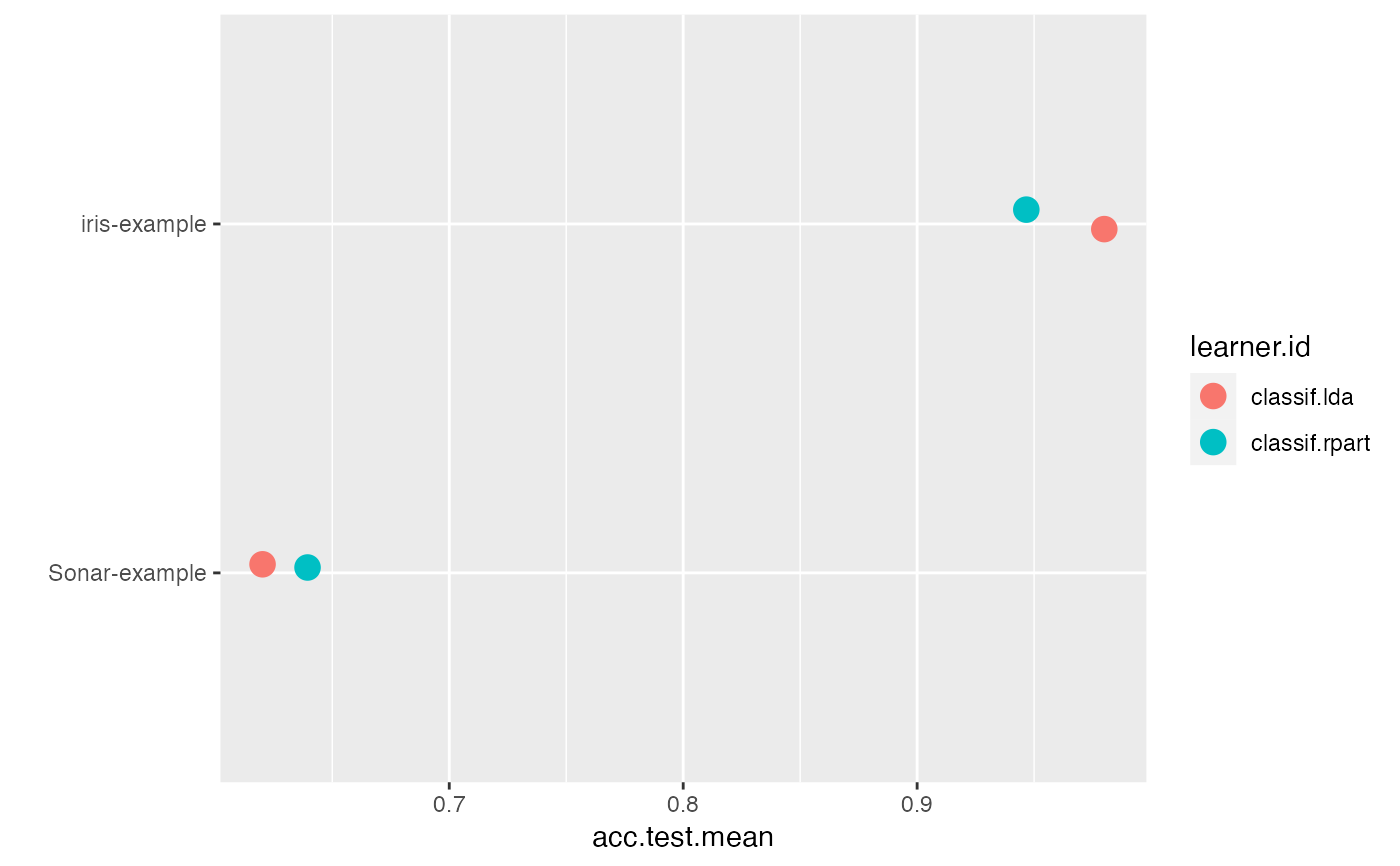 iris-example
Sonar-example
0.7
0.8
0.9
acc.test.mean
learner.id
classif.lda
classif.rpart